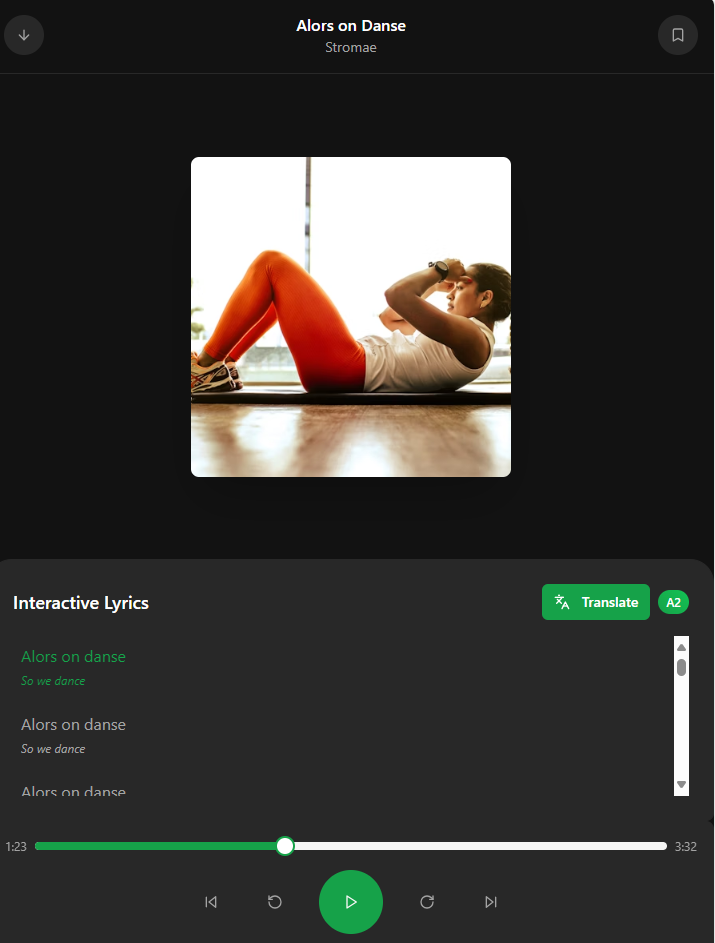 Alors on Danse
Stromae
Interactive Lyrics
Translate
A2
Alors on danse
So we dance
Alors on danse
So we dance
Alors on danse
1:23
3:32